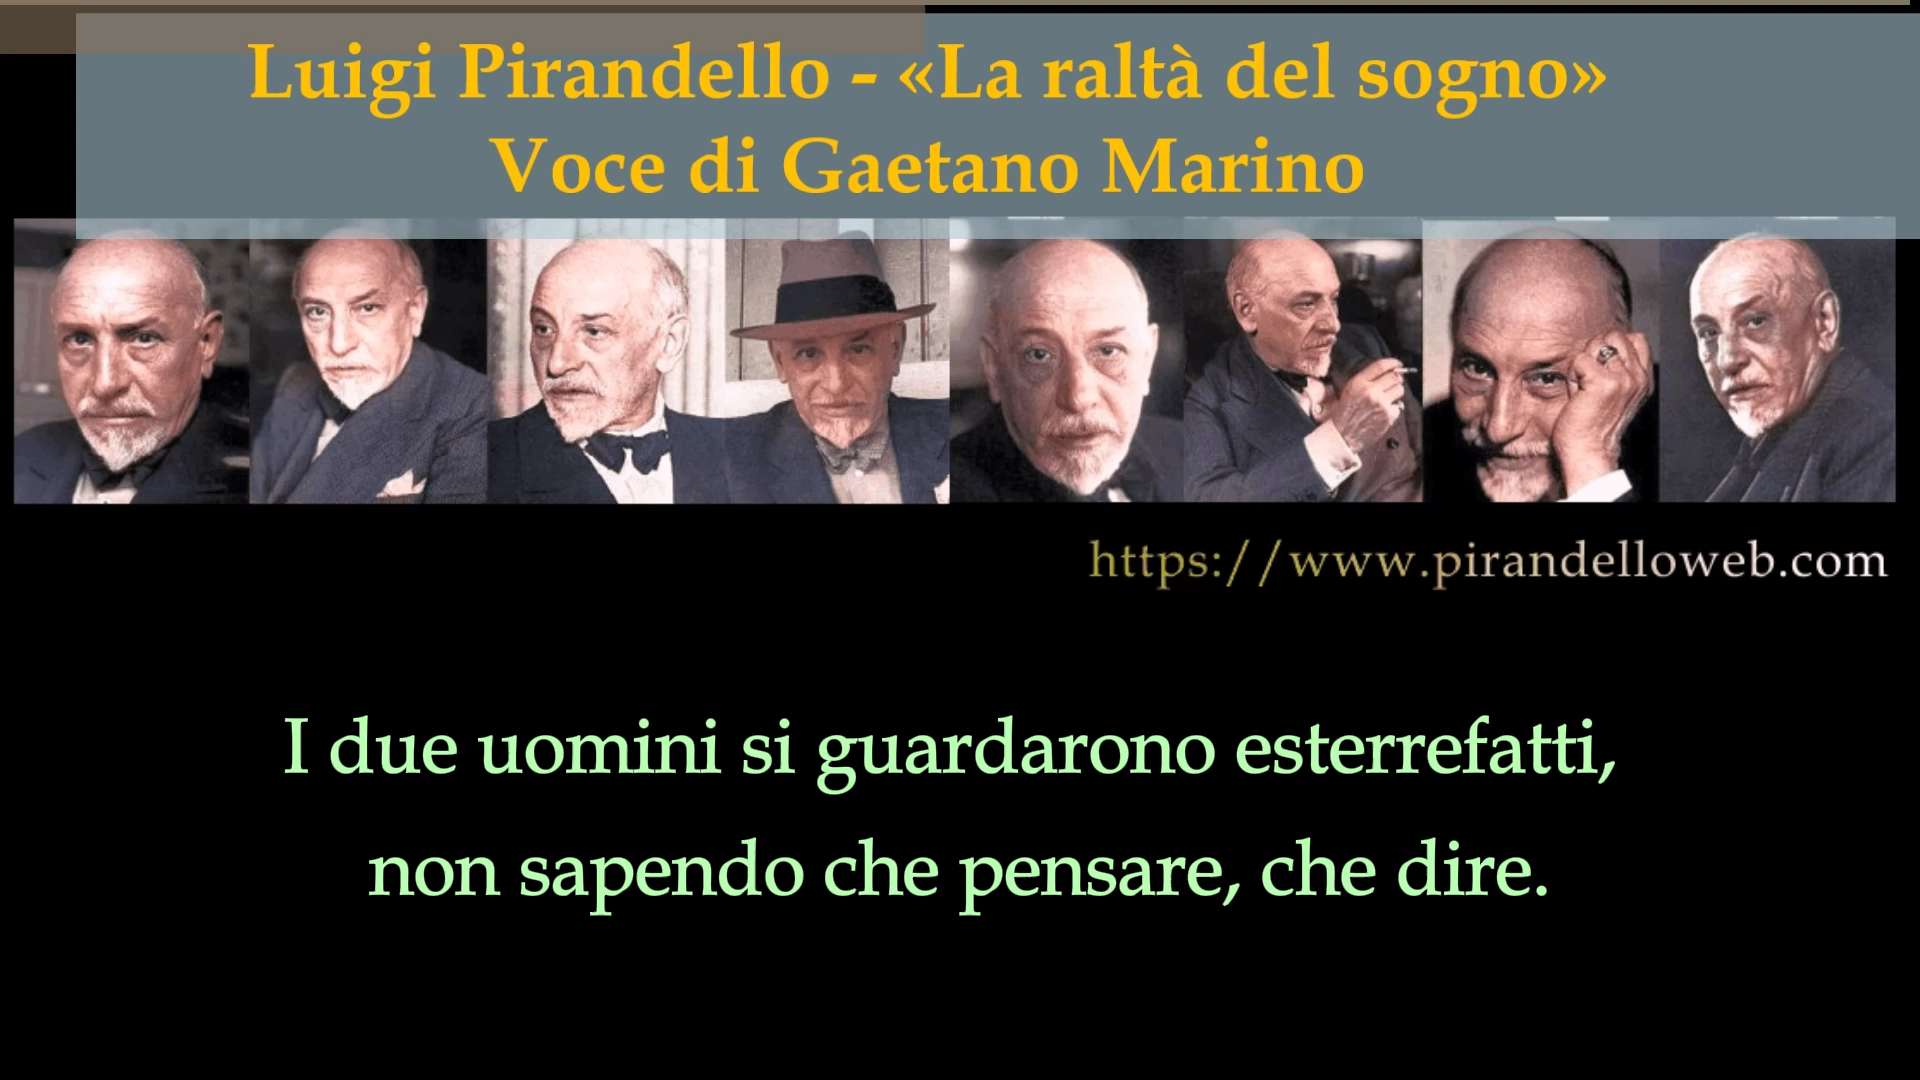 Luigi Pirandello - «La raltà del sogno»
Voce di Gaetano Marino
https://www.pirandelloweb.com
I due uomini si guardarono esterrefatti,
non sapendo che pensare, che dire.